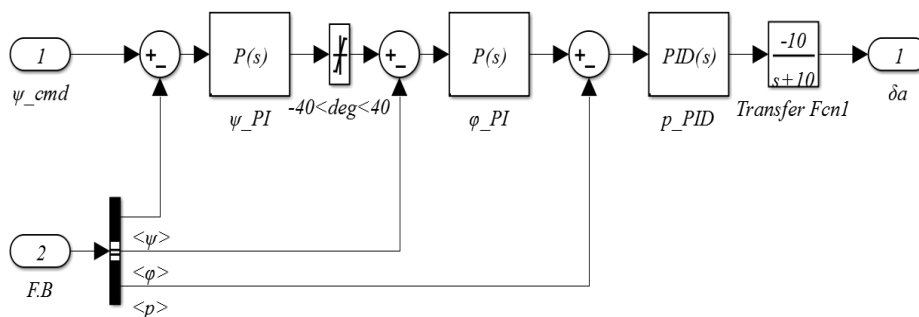 1
ψ_cmd
+
−
P(s)
ψ_PI
-40<deg<40
+
−
P(s)
φ_PI
+
−
PID(s)
p_PID
-10
s+10
Transfer Fcn1
1
δa
2
F.B
<ψ>
<φ>
<p>